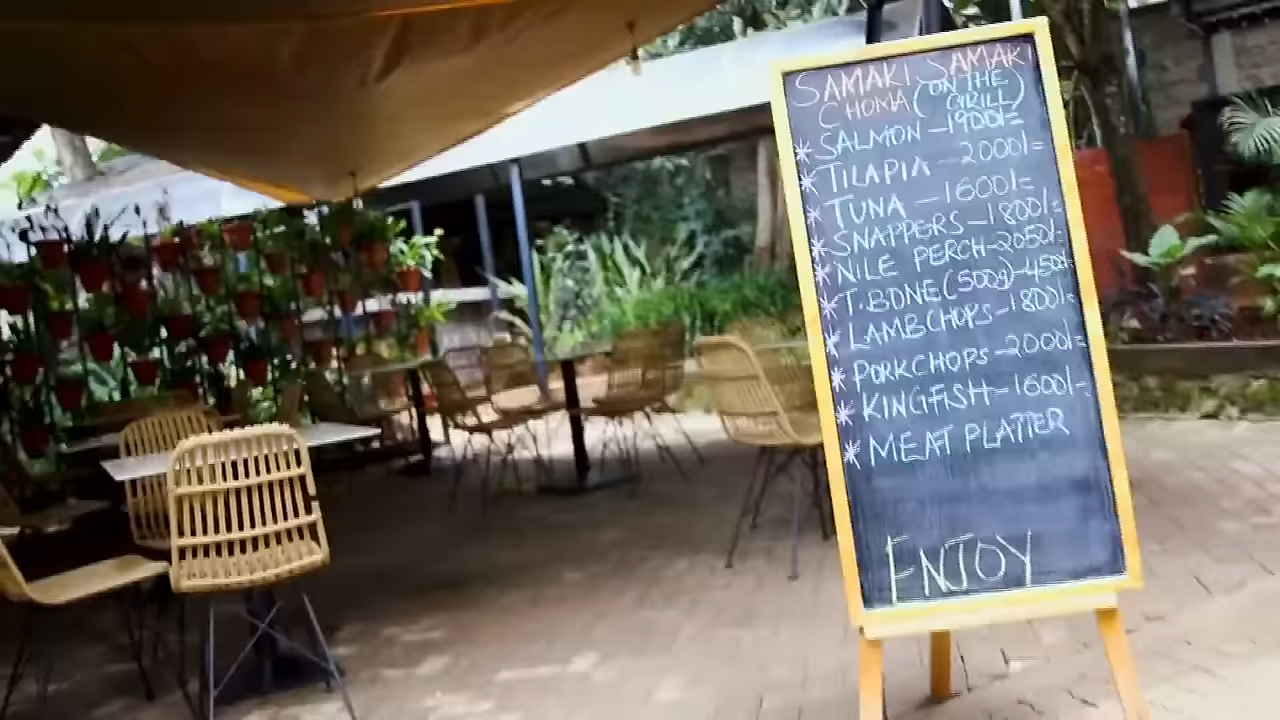 SAMAKI SAMAKI
CHOMA (ON THE GRILL)
* SALMON - 1900/=
* TILAPIA - 2000/=
* TUNA - 1600/=
* SNAPPERS - 1800/=
* NILE PERCH - 2050/=
* T.BONE (500g) - 1450/=
* LAMBCHOPS - 1800/=
* PORKCHOPS - 2000/=
* KINGFISH - 1600/=
* MEAT PLATTER
ENJOY